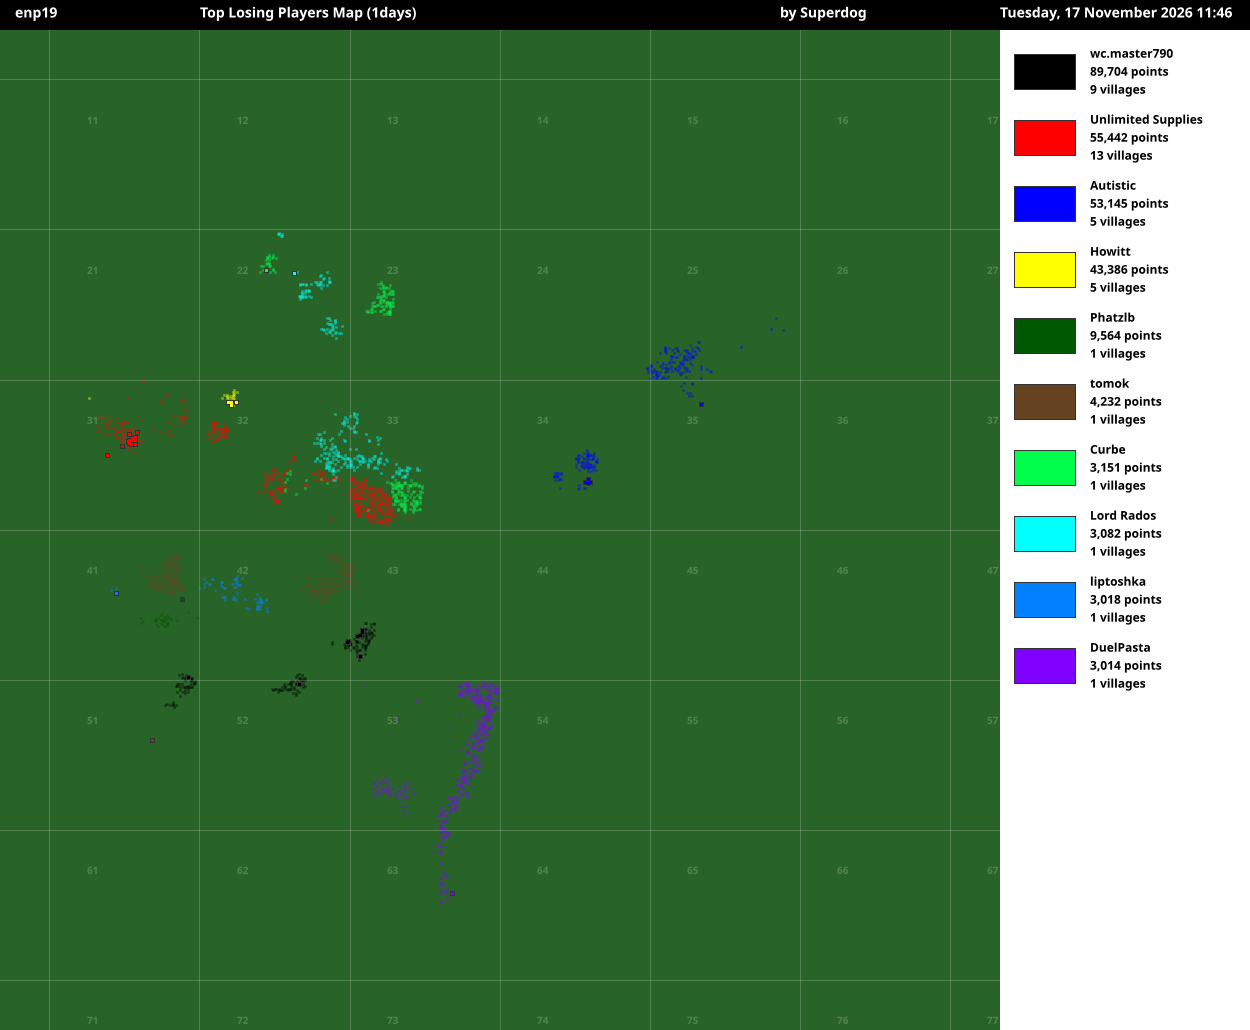 enp19 Top Losing Players Map (1days) by Superdog Tuesday, 17 November 2026 11:46
wc.master790
89,704 points
9 villages
Unlimited Supplies
55,442 points
13 villages
Autistic
53,145 points
5 villages
Howitt
43,386 points
5 villages
Phatzlb
9,564 points
1 villages
tomok
4,232 points
1 villages
Curbe
3,151 points
1 villages
Lord Rados
3,082 points
1 villages
liptoshka
3,018 points
1 villages
DuelPasta
3,014 points
1 villages
11 12 13 14 15 16 17
21 22 23 24 25 26 27
31 32 33 34 35 36 37
41 42 43 44 45 46 47
51 52 53 54 55 56 57
61 62 63 64 65 66 67
71 72 73 74 75 76 77